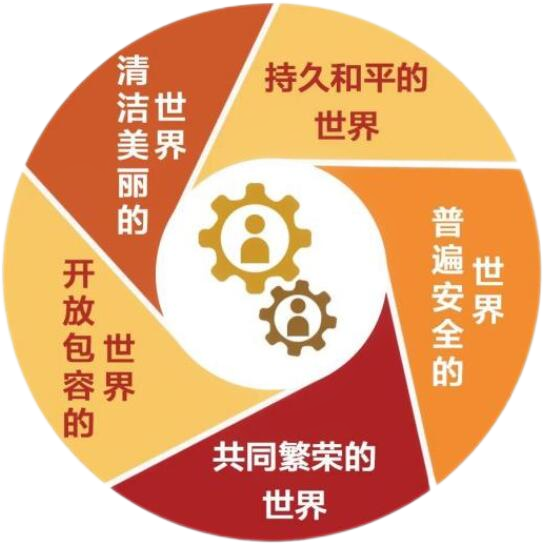 持久和平的
世界
普遍安全的
世界
共同繁荣的
世界
开放包容的
世界
清洁美丽的
世界